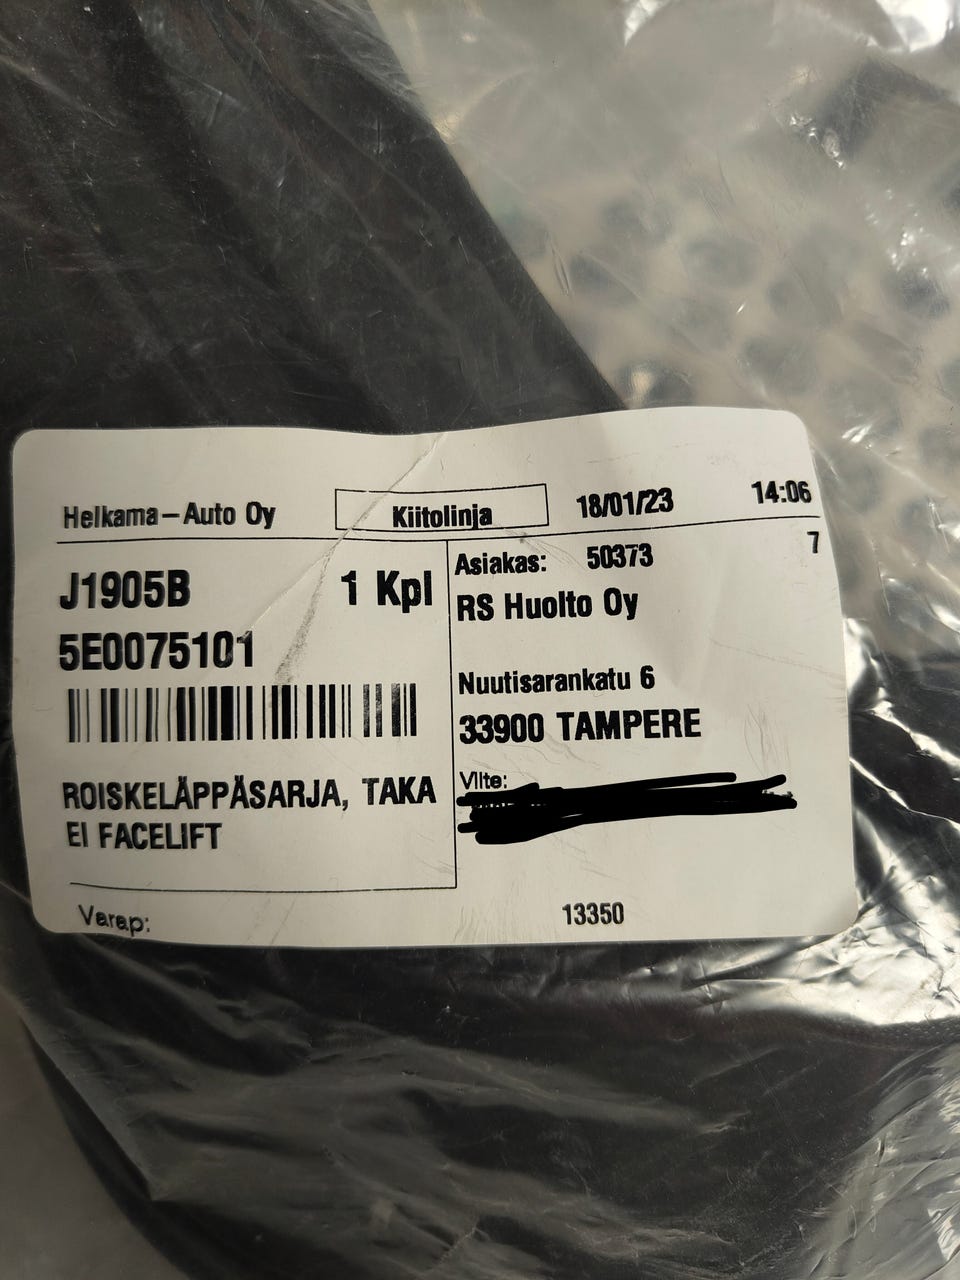 Helkama-Auto Oy
Kiitolinja
18/01/23
14:06
7
J1905B
1 Kpl
5E0075101
ROISKELÄPPÄSARJA, TAKA
EI FACELIFT
Varap:
Asiakas: 50373
RS Huolto Oy
Nuutisarankatu 6
33900 TAMPERE
Viite:
13350